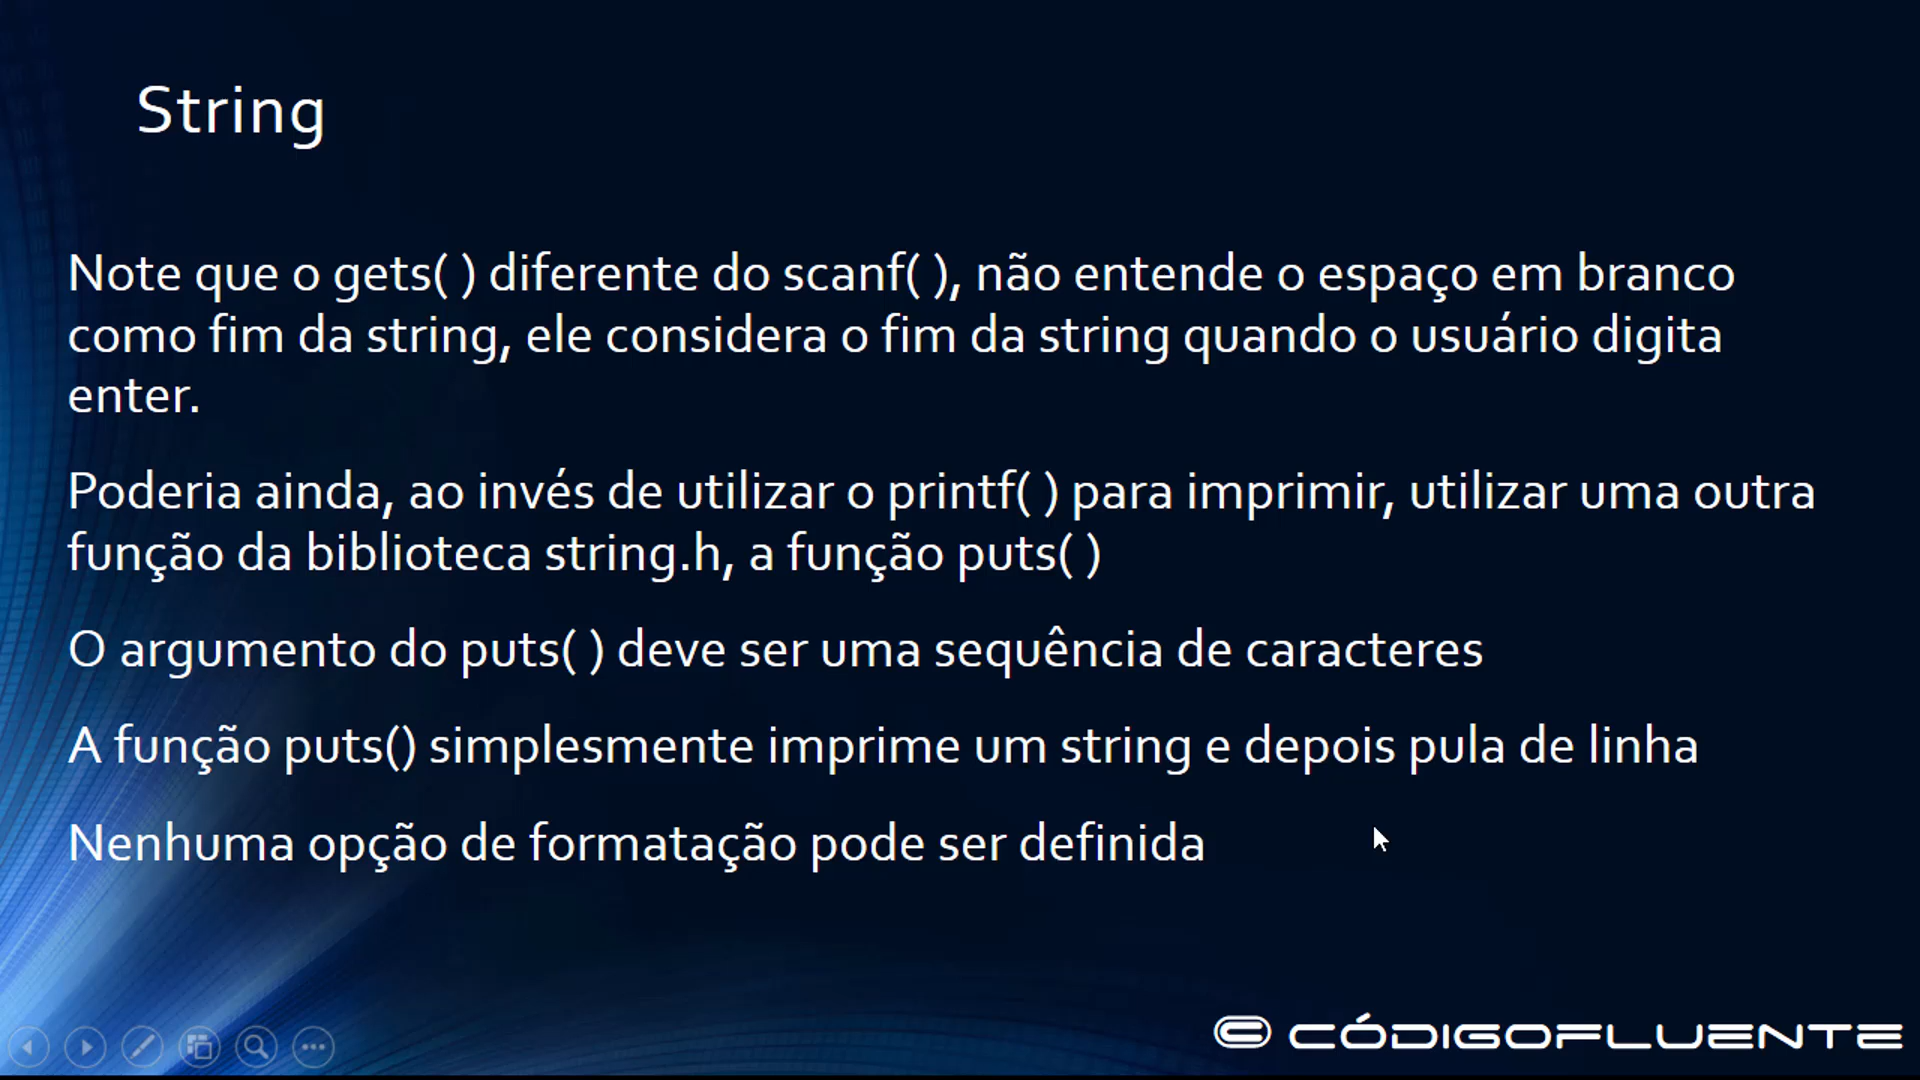 String
Note que o gets( ) diferente do scanf( ), não entende o espaço em branco
como fim da string, ele considera o fim da string quando o usuário digita
enter.
Poderia ainda, ao invés de utilizar o printf( ) para imprimir, utilizar uma outra
função da biblioteca string.h, a função puts( )
O argumento do puts( ) deve ser uma sequência de caracteres
A função puts() simplesmente imprime um string e depois pula de linha
Nenhuma opção de formatação pode ser definida
CÓDIGOFLUENTE